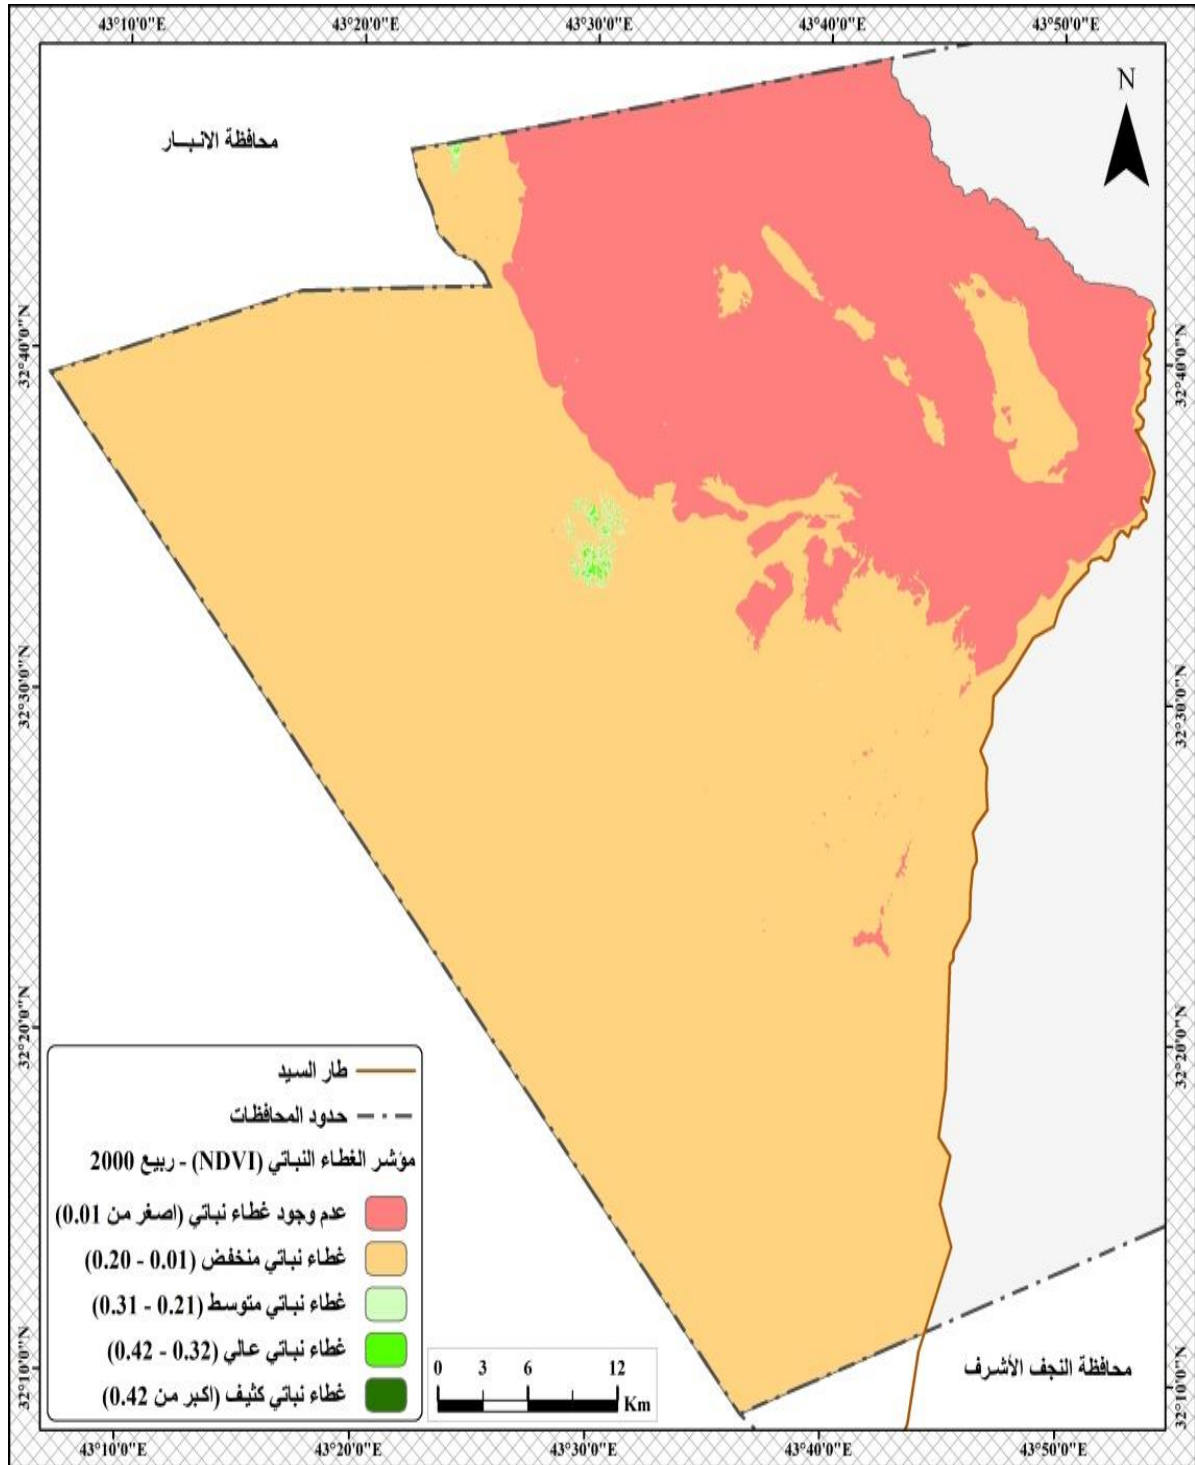 43°10'0"E 43°20'0"E 43°30'0"E 43°40'0"E 43°50'0"E
N
محافظة الانبـــار
32°40'0"N 32°40'0"N
32°30'0"N 32°30'0"N
32°20'0"N 32°20'0"N
طار السيد
حدود المحافظات
مؤشر الغطاء النباتي (NDVI) - ربيع 2000
عدم وجود غطاء نباتي (اصغر من 0.01)
غطاء نباتي منخفض (0.01 - 0.20)
غطاء نباتي متوسط (0.21 - 0.31)
غطاء نباتي عالي (0.32 - 0.42)
غطاء نباتي كثيف (اكبر من 0.42)
0 3 6 12
Km
محافظة النجف الأشرف
32°10'0"N 32°10'0"N
43°10'0"E 43°20'0"E 43°30'0"E 43°40'0"E 43°50'0"E